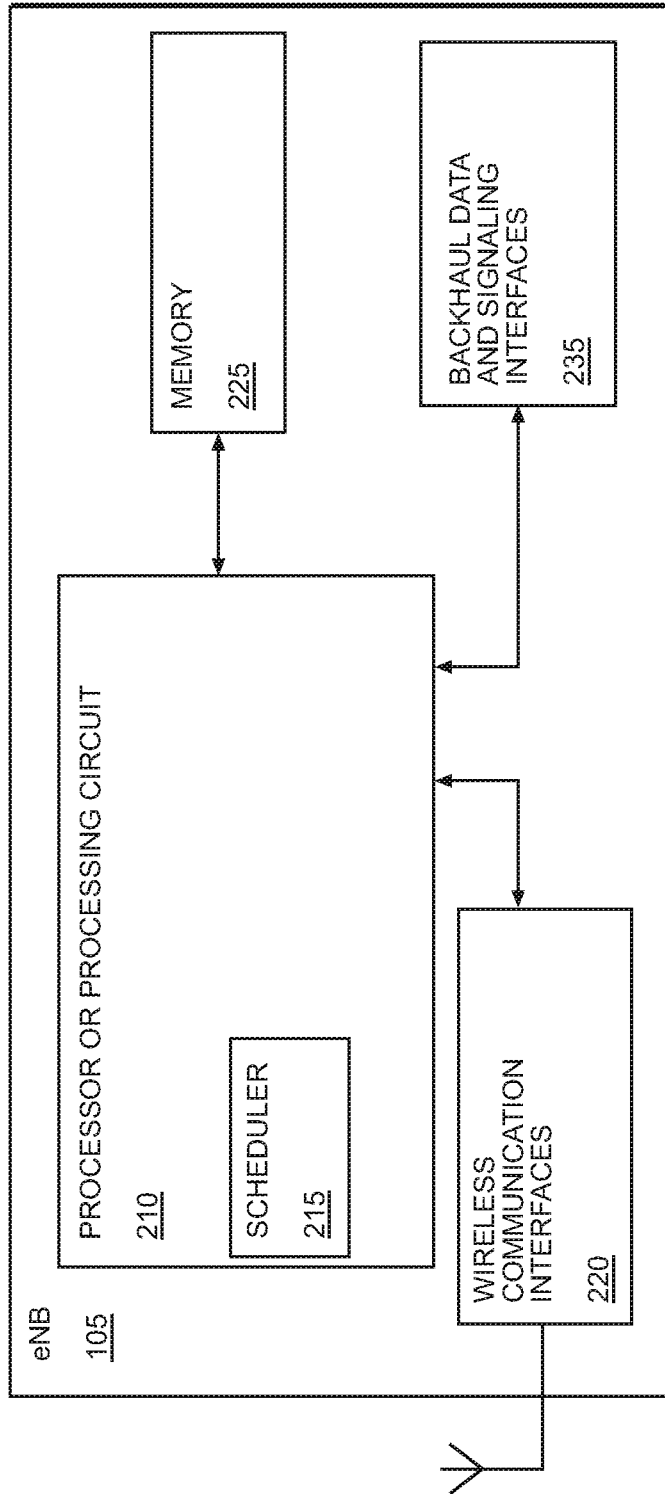 eNB
105
PROCESSOR OR PROCESSING CIRCUIT
210
SCHEDULER
215
MEMORY
225
WIRELESS
COMMUNICATION
INTERFACES
220
BACKHAUL DATA
AND SIGNALING
INTERFACES
235